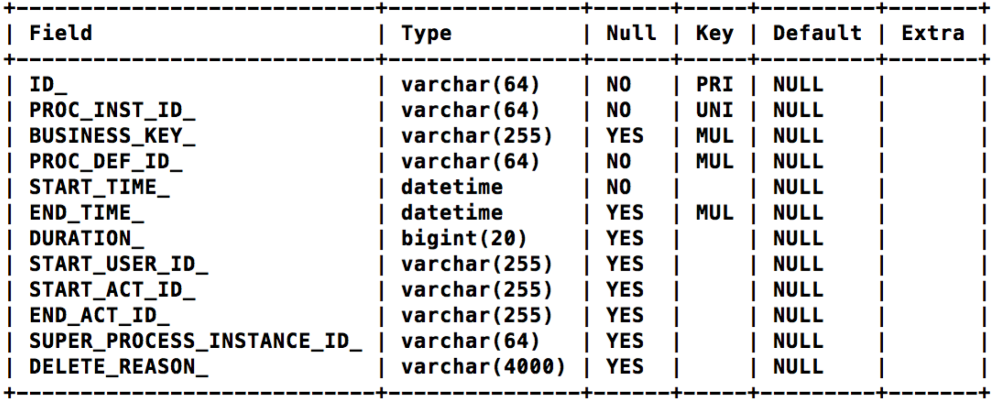 +----------------------------+---------------+------+-----+---------+-------+
| Field                      | Type          | Null | Key | Default | Extra |
+----------------------------+---------------+------+-----+---------+-------+
| ID_                        | varchar(64)   | NO   | PRI | NULL    |       |
| PROC_INST_ID_              | varchar(64)   | NO   | UNI | NULL    |       |
| BUSINESS_KEY_              | varchar(255)  | YES  | MUL | NULL    |       |
| PROC_DEF_ID_               | varchar(64)   | NO   | MUL | NULL    |       |
| START_TIME_                | datetime      | NO   |     | NULL    |       |
| END_TIME_                  | datetime      | YES  | MUL | NULL    |       |
| DURATION_                  | bigint(20)    | YES  |     | NULL    |       |
| START_USER_ID_             | varchar(255)  | YES  |     | NULL    |       |
| START_ACT_ID_              | varchar(255)  | YES  |     | NULL    |       |
| END_ACT_ID_                | varchar(255)  | YES  |     | NULL    |       |
| SUPER_PROCESS_INSTANCE_ID_ | varchar(64)   | YES  |     | NULL    |       |
| DELETE_REASON_             | varchar(4000) | YES  |     | NULL    |       |
+----------------------------+---------------+------+-----+---------+-------+